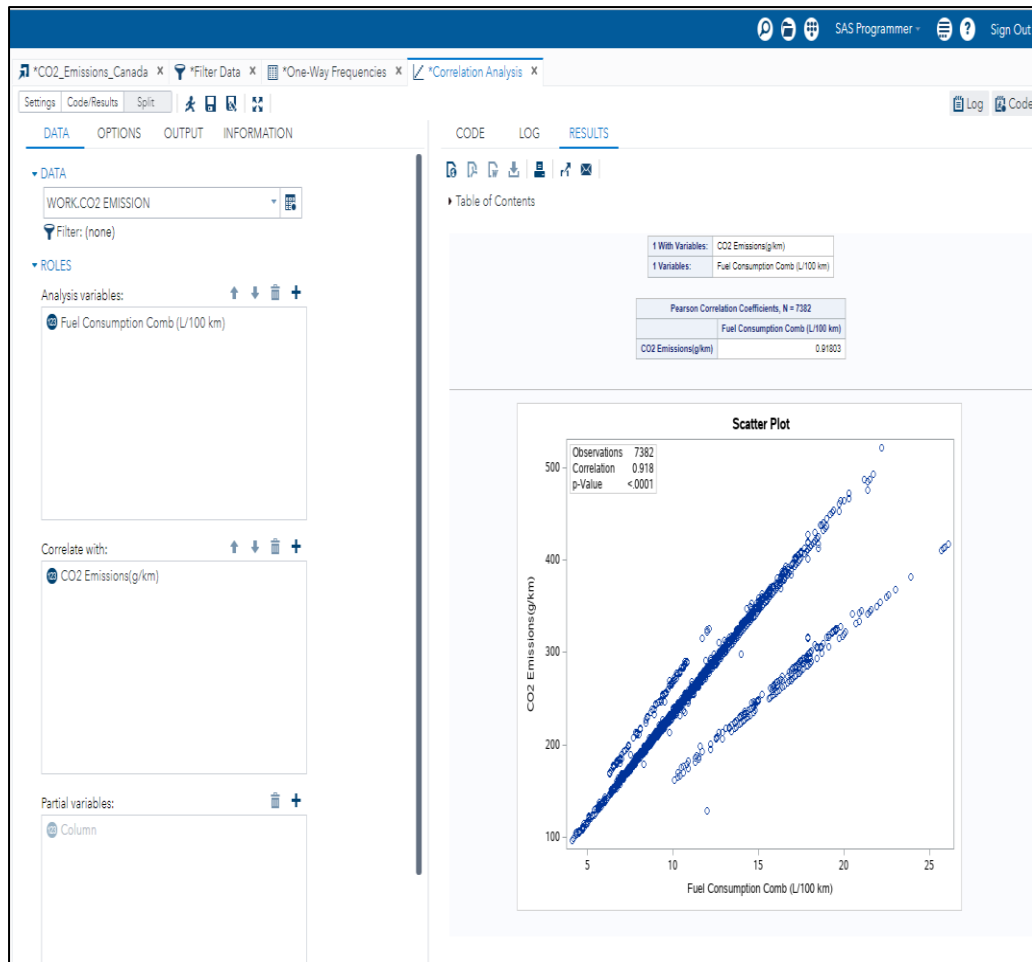 SAS Programmer Sign Out
*CO2_Emissions_Canada x *Filter Data x *One-Way Frequencies x *Correlation Analysis x
Settings Code/Results Split Log Code
DATA OPTIONS OUTPUT INFORMATION
CODE LOG RESULTS
DATA
WORK.CO2 EMISSION
Filter: (none)
ROLES
Analysis variables:
Fuel Consumption Comb (L/100 km)
Correlate with:
CO2 Emissions(g/km)
Partial variables:
Column
Table of Contents
1 With Variables: CO2 Emissions(g/km)
1 Variables: Fuel Consumption Comb (L/100 km)
Pearson Correlation Coefficients, N = 7382
Fuel Consumption Comb (L/100 km)
CO2 Emissions(g/km) 0.91803
Scatter Plot
Observations 7382
Correlation 0.918
p-Value <.0001
500
400
300
200
100
CO2 Emissions(g/km)
5 10 15 20 25
Fuel Consumption Comb (L/100 km)